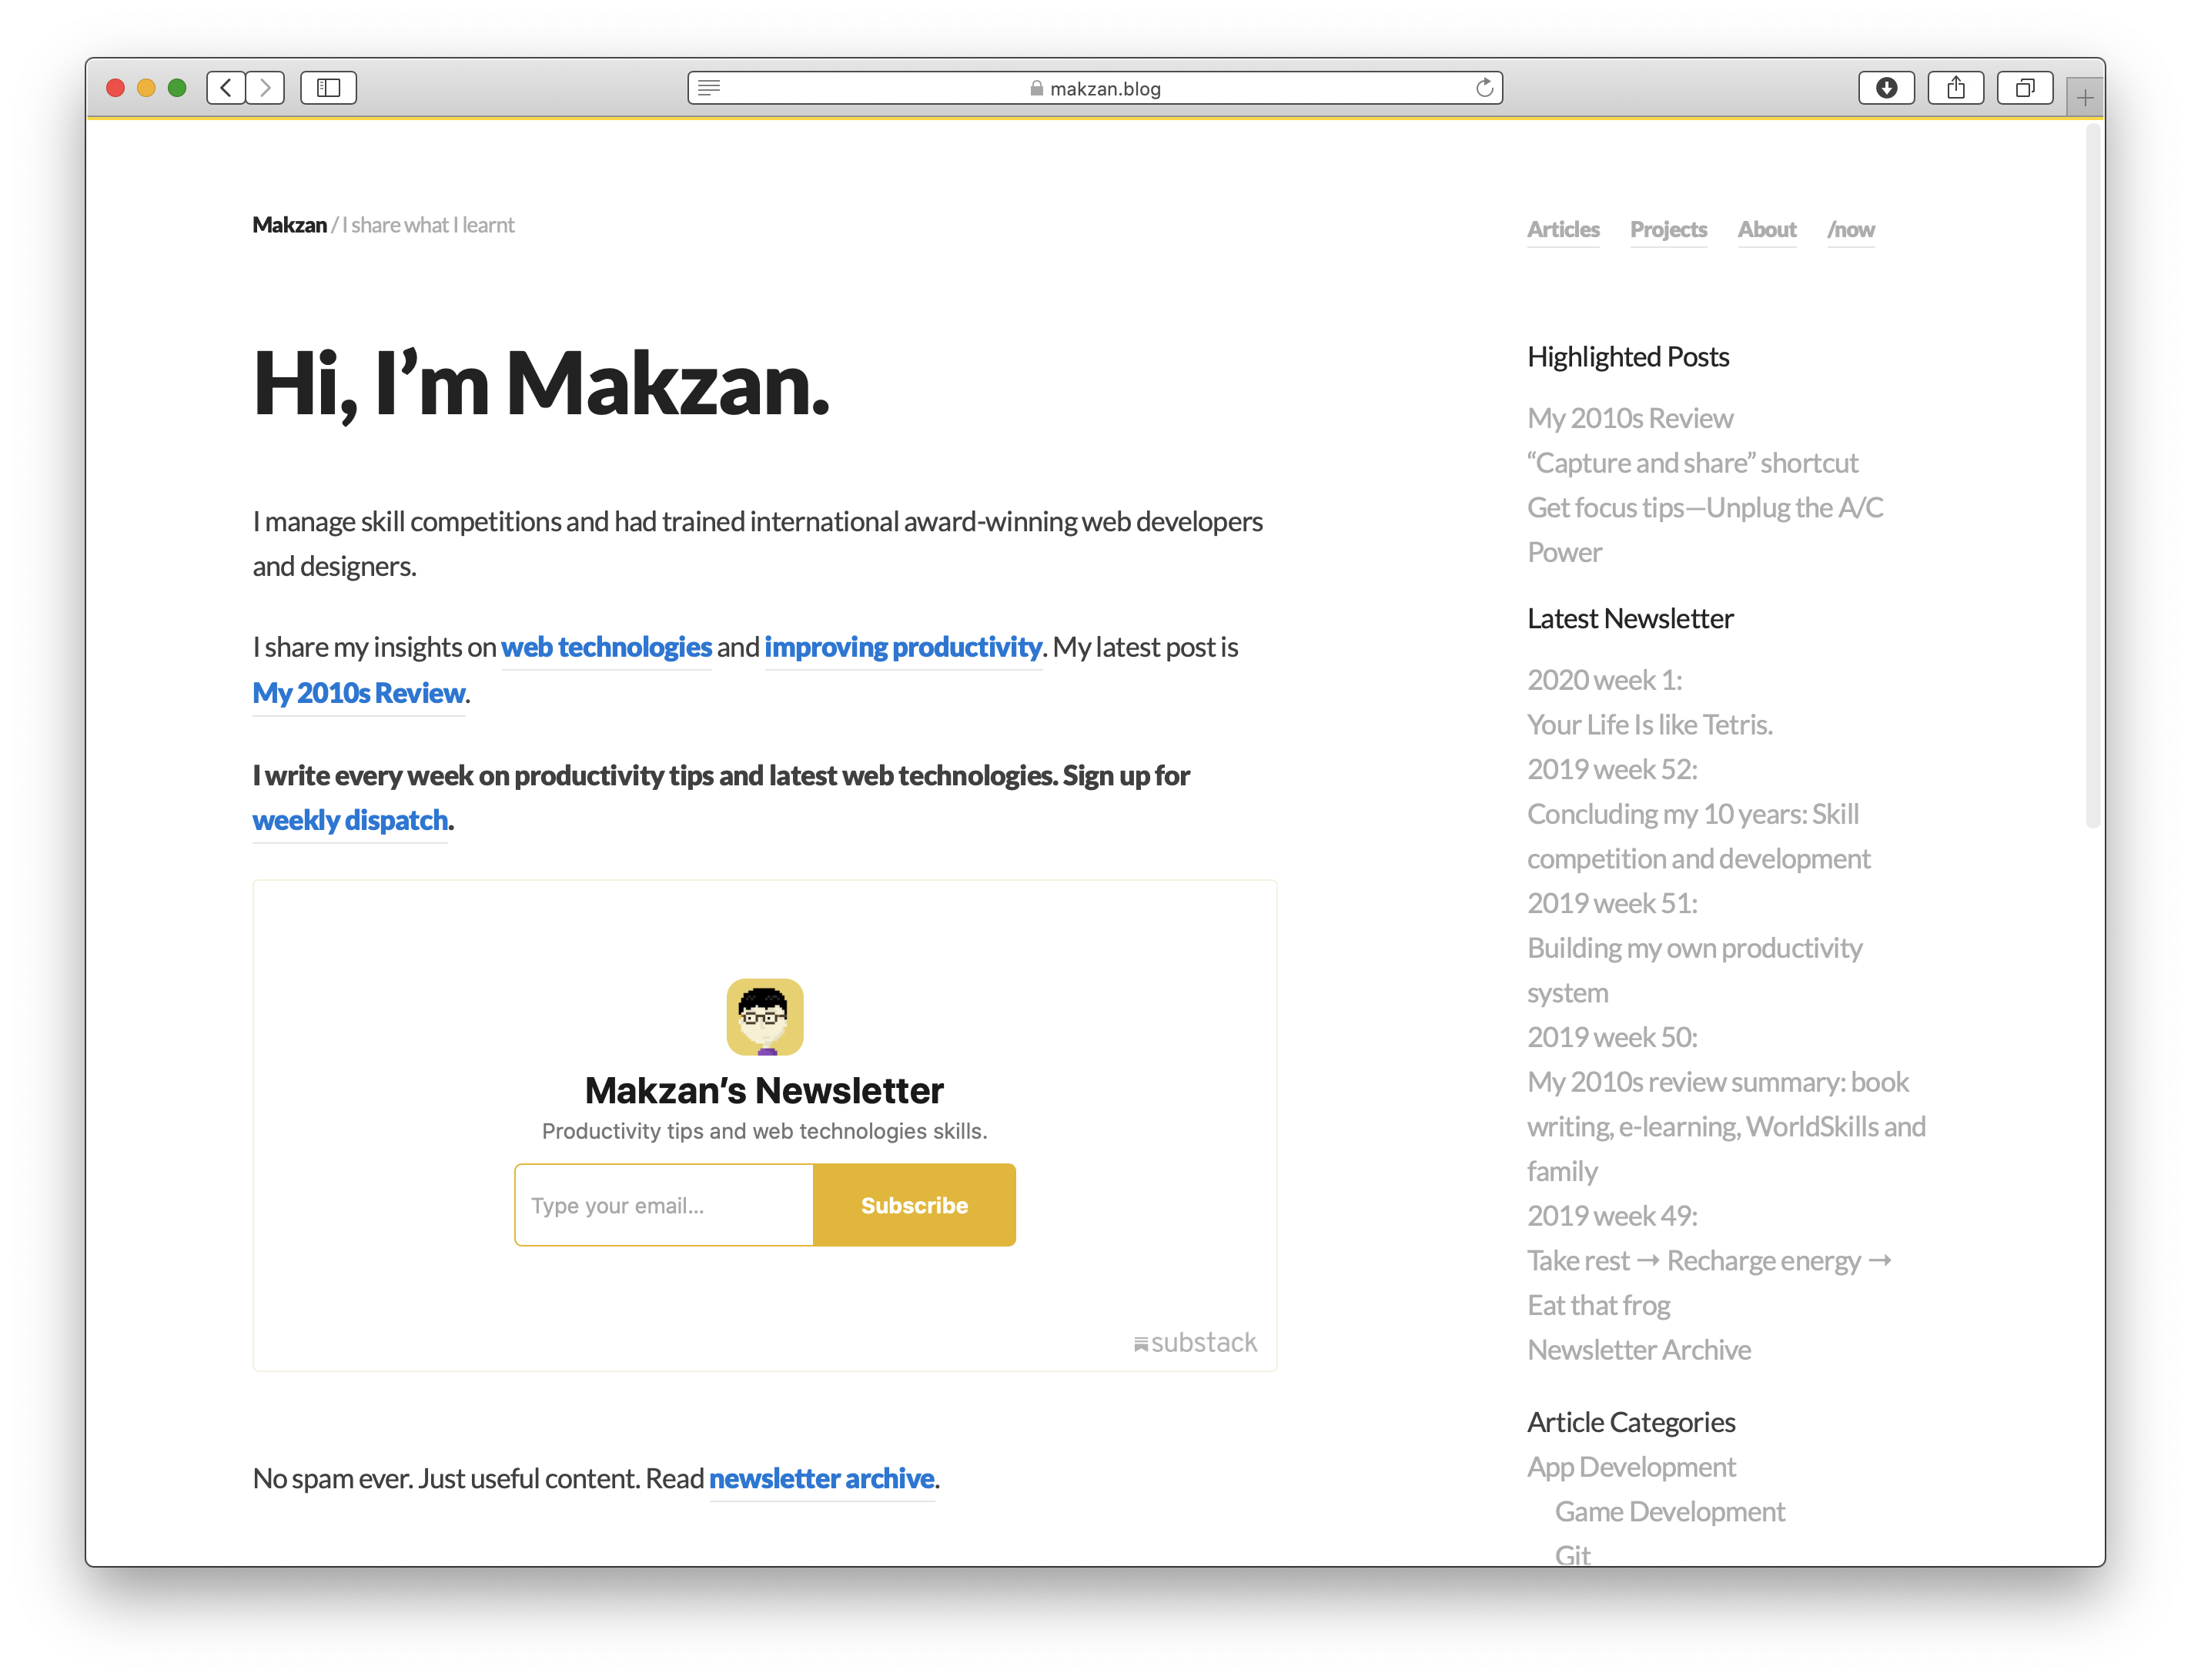 makzan.blog
Makzan / I share what I learnt
Articles Projects About /now
Hi, I’m Makzan.
I manage skill competitions and had trained international award-winning web developers
and designers.
I share my insights on web technologies and improving productivity. My latest post is
My 2010s Review.
I write every week on productivity tips and latest web technologies. Sign up for
weekly dispatch.
Makzan’s Newsletter
Productivity tips and web technologies skills.
Type your email...
Subscribe
substack
No spam ever. Just useful content. Read newsletter archive.
Highlighted Posts
My 2010s Review
“Capture and share” shortcut
Get focus tips—Unplug the A/C
Power
Latest Newsletter
2020 week 1:
Your Life Is like Tetris.
2019 week 52:
Concluding my 10 years: Skill
competition and development
2019 week 51:
Building my own productivity
system
2019 week 50:
My 2010s review summary: book
writing, e-learning, WorldSkills and
family
2019 week 49:
Take rest → Recharge energy →
Eat that frog
Newsletter Archive
Article Categories
App Development
Game Development
Git